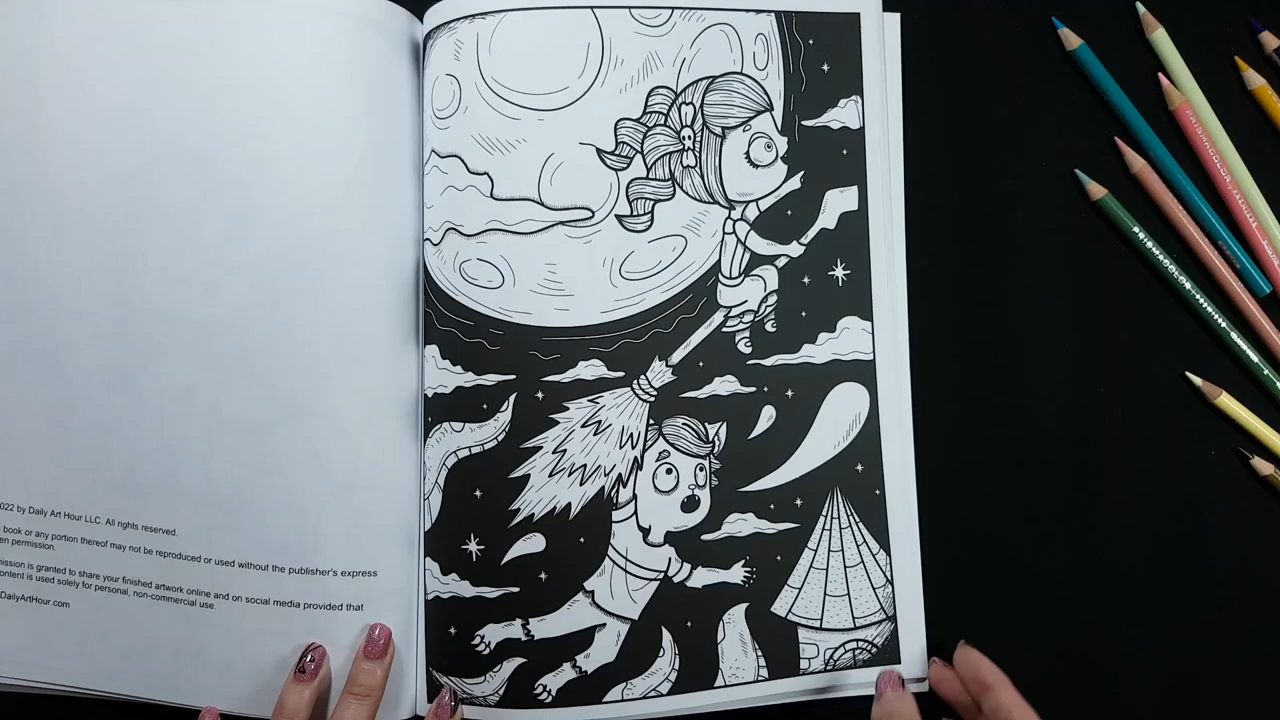 022 by Daily Art Hour LLC. All rights reserved.
book or any portion thereof may not be reproduced or used without the publisher's express
en permission.
mission is granted to share your finished artwork online and on social media provided that
ontent is used solely for personal, non-commercial use.
DailyArtHour.com
PRISMACOLOR
PRISMACOLOR